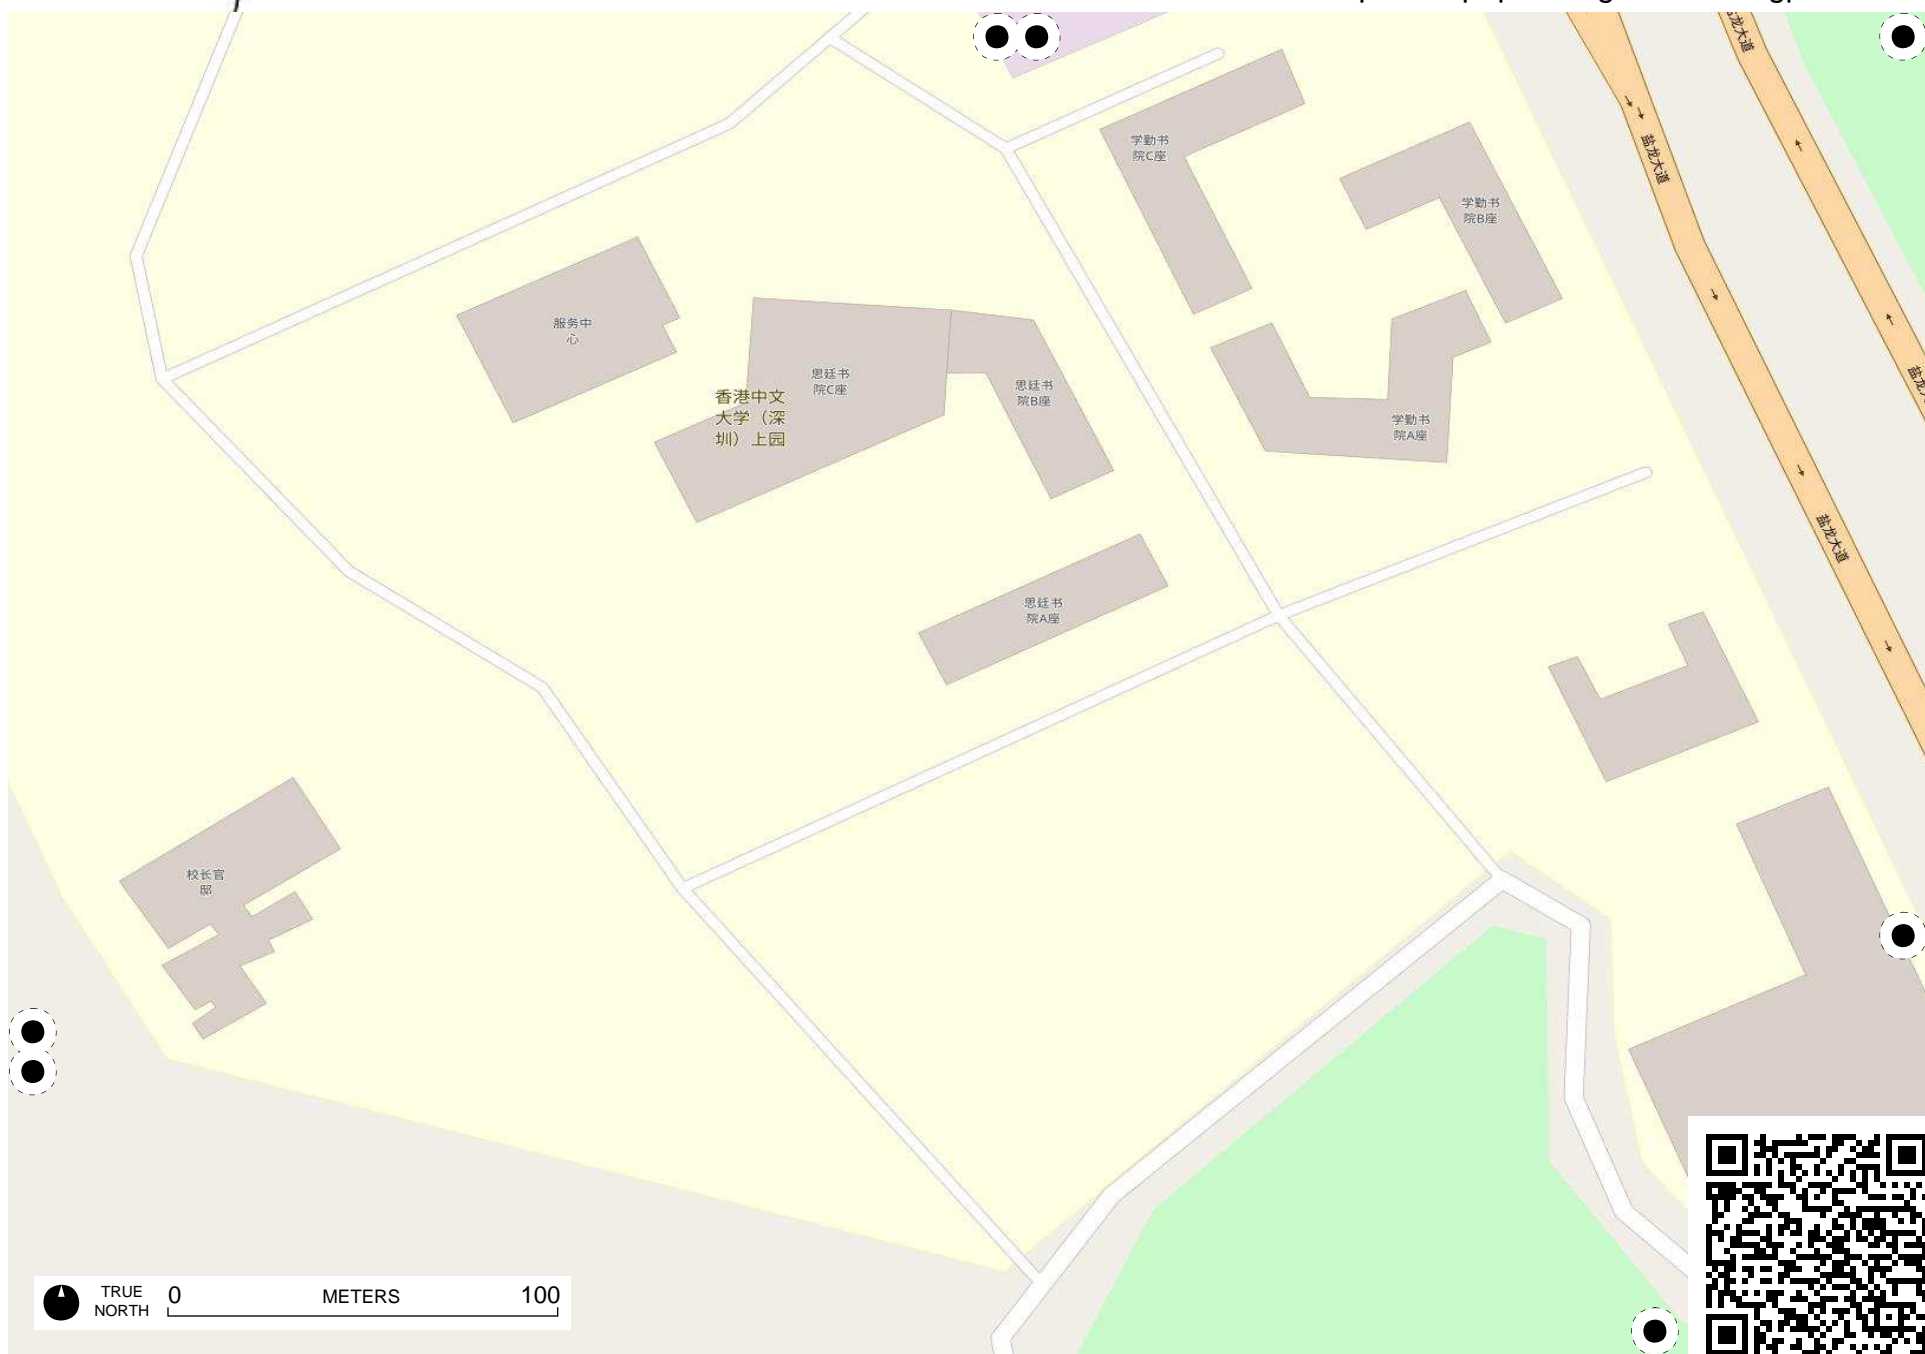 盐龙大道
盐龙大道
学勤书
院C座
学勤书
院B座
服务中
心
思廷书
院C座
思廷书
院B座
香港中文
大学（深
圳）上园
学勤书
院A座
盐龙大道
思廷书
院A座
校长官
邸
TRUE
NORTH
0
METERS
100